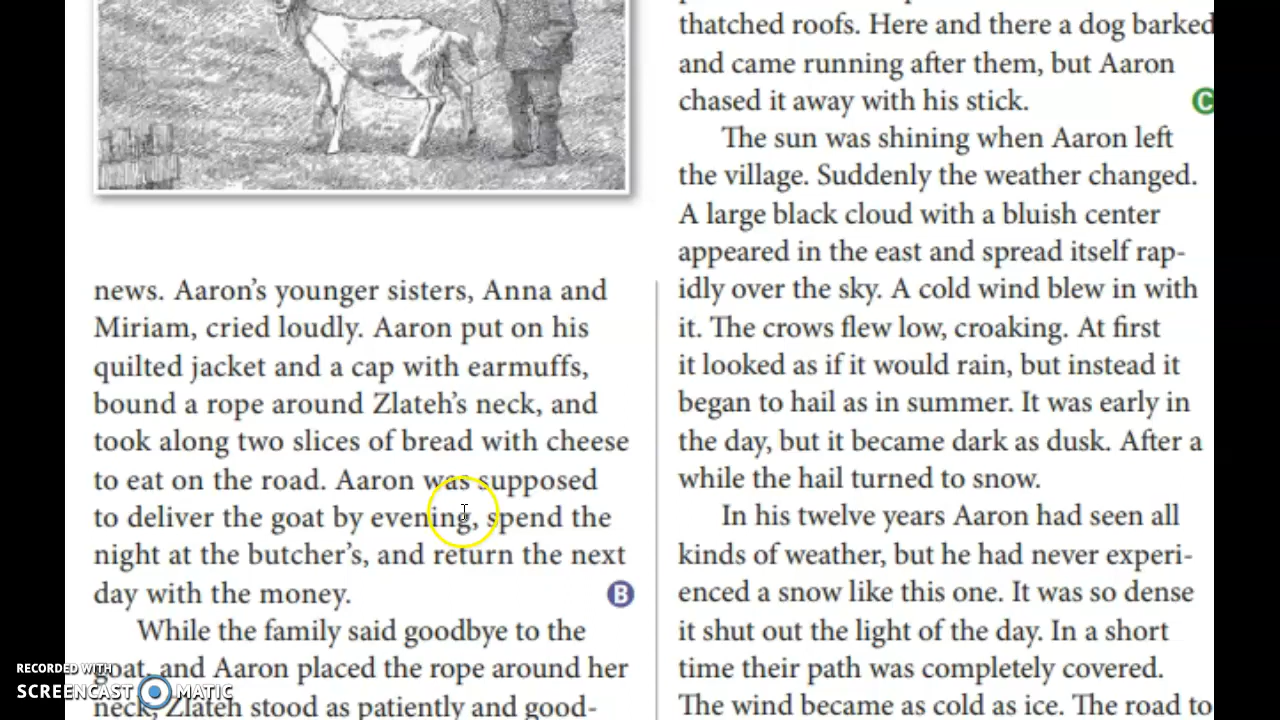 news. Aaron’s younger sisters, Anna and
Miriam, cried loudly. Aaron put on his
quilted jacket and a cap with earmuffs,
bound a rope around Zlateh’s neck, and
took along two slices of bread with cheese
to eat on the road. Aaron was supposed
to deliver the goat by evening, spend the
night at the butcher’s, and return the next
day with the money.
B
While the family said goodbye to the
goat, and Aaron placed the rope around her
neck, Zlateh stood as patiently and good-
thatched roofs. Here and there a dog barked
and came running after them, but Aaron
chased it away with his stick.
C
The sun was shining when Aaron left
the village. Suddenly the weather changed.
A large black cloud with a bluish center
appeared in the east and spread itself rap-
idly over the sky. A cold wind blew in with
it. The crows flew low, croaking. At first
it looked as if it would rain, but instead it
began to hail as in summer. It was early in
the day, but it became dark as dusk. After a
while the hail turned to snow.
In his twelve years Aaron had seen all
kinds of weather, but he had never experi-
enced a snow like this one. It was so dense
it shut out the light of the day. In a short
time their path was completely covered.
The wind became as cold as ice. The road to
RECORDED WITH
SCREENCAST MATIC